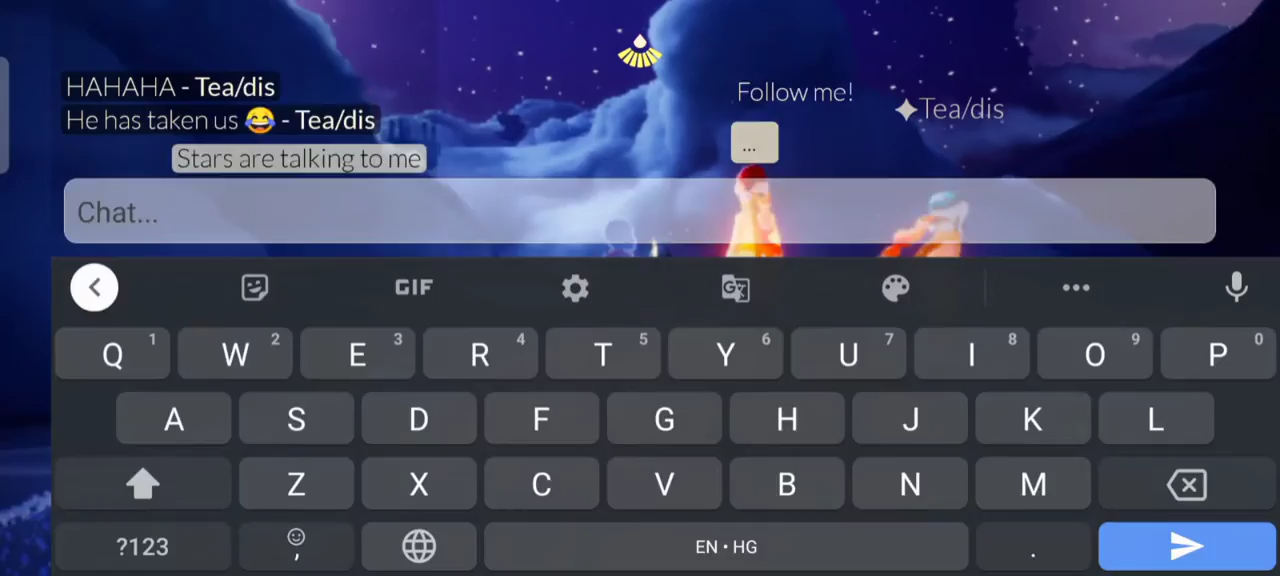 HAHAHA - Tea/dis
He has taken us 😂 - Tea/dis
Stars are talking to me
Follow me!
✦Tea/dis
...
Chat...
GIF
Q 1 W 2 E 3 R 4 T 5 Y 6 U 7 I 8 O 9 P 0
A S D F G H J K L
Z X C V B N M
?123 , EN • HG .